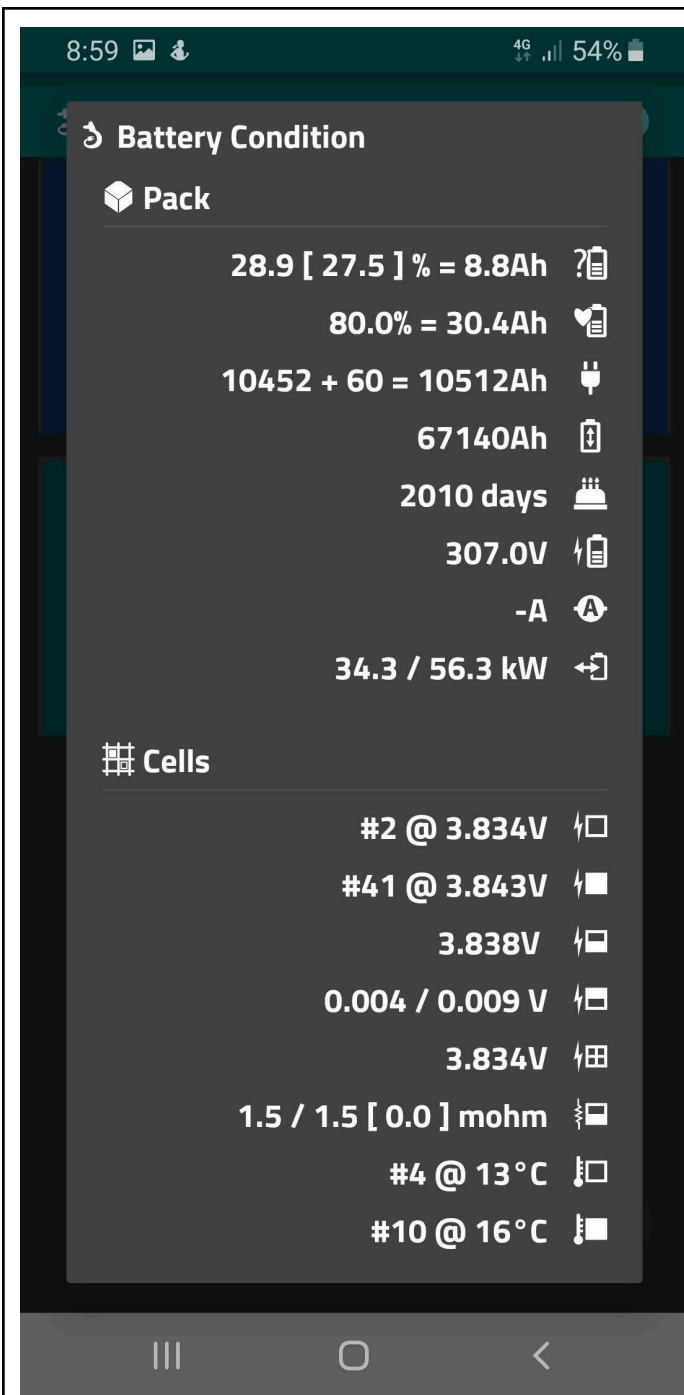 8:59 4G 54%
Battery Condition
Pack
28.9 [ 27.5 ] % = 8.8Ah
80.0% = 30.4Ah
10452 + 60 = 10512Ah
67140Ah
2010 days
307.0V
-A
34.3 / 56.3 kW
Cells
#2 @ 3.834V
#41 @ 3.843V
3.838V
0.004 / 0.009 V
3.834V
1.5 / 1.5 [ 0.0 ] mohm
#4 @ 13°C
#10 @ 16°C